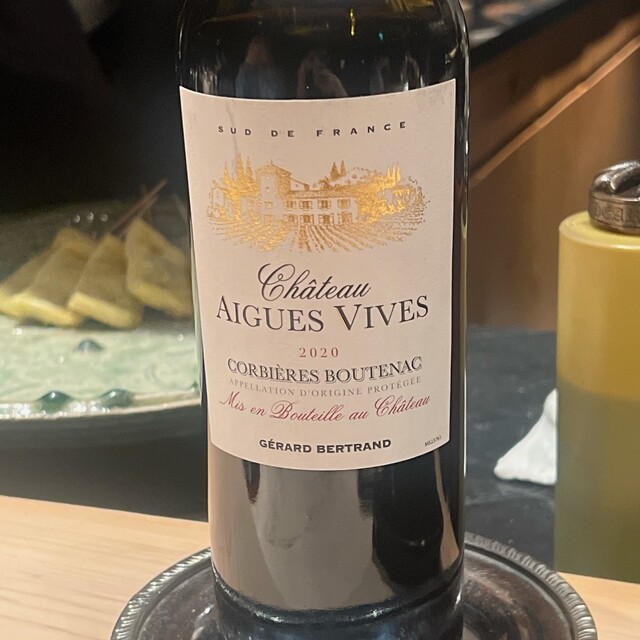 SUD DE FRANCE
Château
AIGUES VIVES
2020
CORBIÈRES BOUTENAC
APPELLATION D'ORIGINE PROTÉGÉE
Mis en Bouteille au Château
GÉRARD BERTRAND